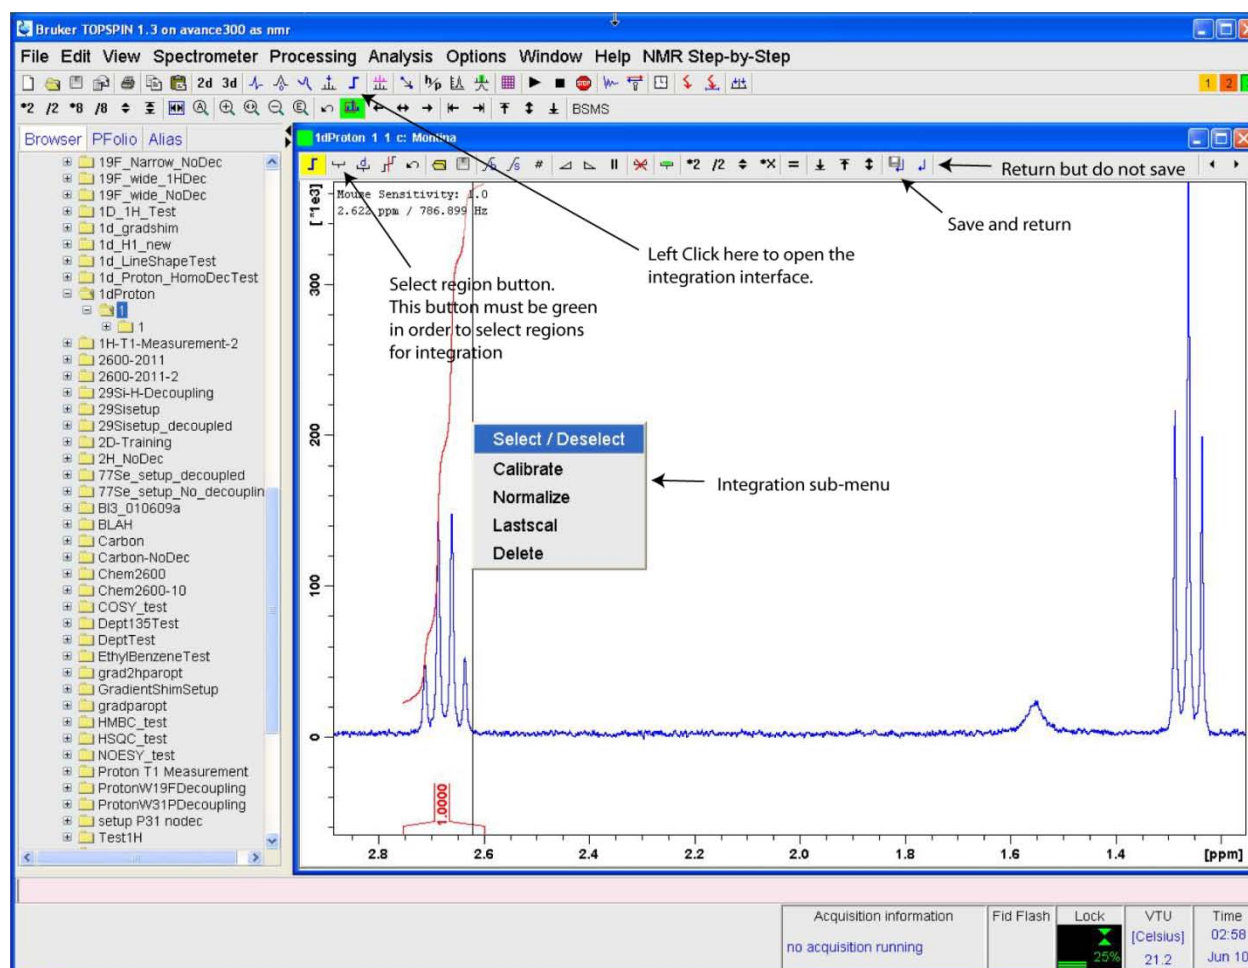 Bruker TOPSPIN 1.3 on avance300 as nmr
File Edit View Spectrometer Processing Analysis Options Window Help NMR Step-by-Step
2d 3d
1 2
*2 /2 *8 /8
BSMS
Browser PFolio Alias
19F_Narrow_NoDec
19F_wide_1HDec
19F_wide_NoDec
1D_1H_Test
1d_gradshim
1d_H1_new
1d_LineShapeTest
1d_Proton_HomoDecTest
1dProton
1
1
1H-T1-Measurement-2
2600-2011
2600-2011-2
29Si-H-Decoupling
29Sisetup
29Sisetup_decoupled
2D-Training
2H_NoDec
77Se_setup_decoupled
77Se_setup_No_decouplin
BI3_010609a
BLAH
Carbon
Carbon-NoDec
Chem2600
Chem2600-10
COSY_test
Dept135Test
DeptTest
EthylBenzeneTest
grad2hparopt
GradientShimSetup
gradparopt
HMBC_test
HSQC_test
NOESY_test
Proton T1 Measurement
ProtonW19FDecoupling
ProtonW31PDecoupling
setup P31 nodec
Test1H
1dProton 1 1 c: Monlina
# *2 /2 *X =
Return but do not save
Save and return
[*1e3]
Mouse Sensitivity: 1.0
2.622 ppm / 786.899 Hz
Left Click here to open the
integration interface.
Select region button.
This button must be green
in order to select regions
for integration
Select / Deselect
Calibrate
Normalize
Lastscal
Delete
Integration sub-menu
300
200
100
0
1.0000
2.8 2.6 2.4 2.2 2.0 1.8 1.6 1.4 [ppm]
Acquisition information Fid Flash Lock VTU Time
no acquisition running
25%
[Celsius]
21.2
02:58
Jun 10